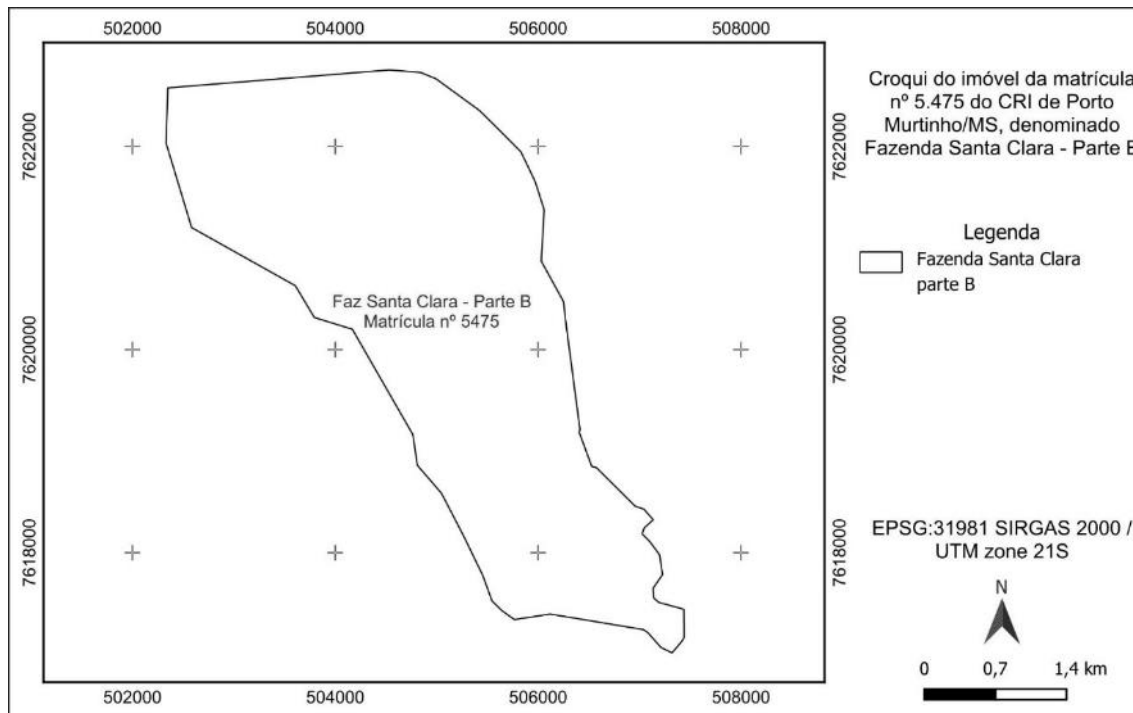 502000 504000 506000 508000
Croqui do imóvel da matrícula
nº 5.475 do CRI de Porto
Murtinho/MS, denominado
Fazenda Santa Clara - Parte B
7622000
7622000
Legenda
Fazenda Santa Clara
parte B
Faz Santa Clara - Parte B
Matrícula nº 5475
7620000
7620000
EPSG:31981 SIRGAS 2000 /
UTM zone 21S
7618000
7618000
N
0 0,7 1,4 km
502000 504000 506000 508000